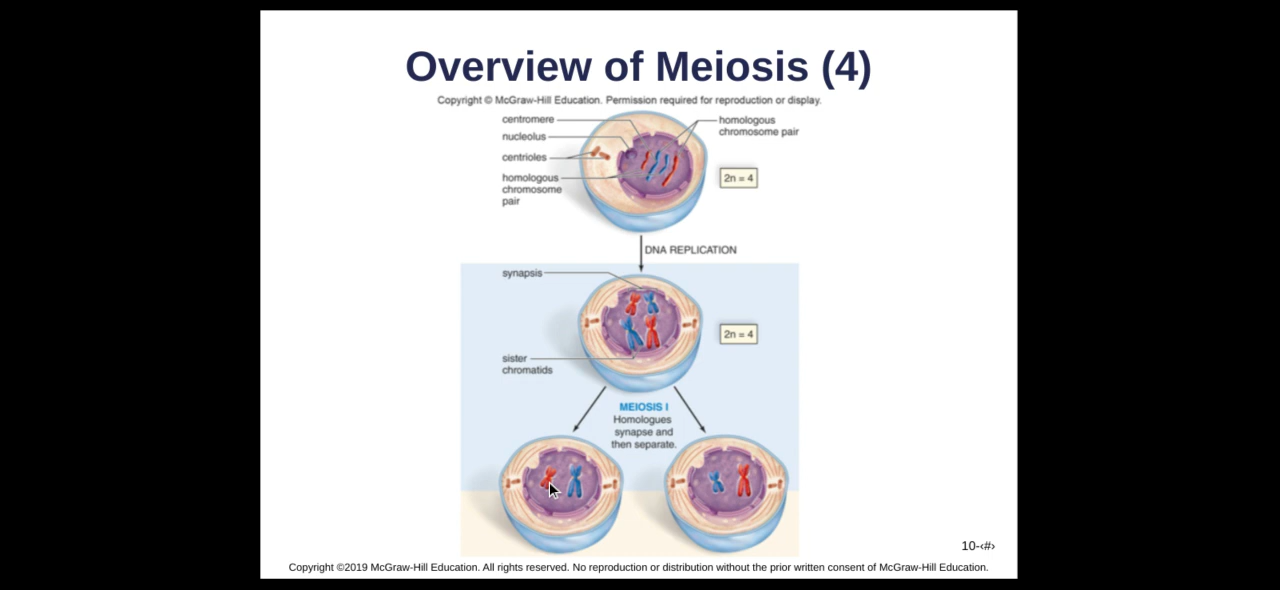 Overview of Meiosis (4)
Copyright © McGraw-Hill Education. Permission required for reproduction or display.
centromere
nucleolus
centrioles
homologous
chromosome
pair
homologous
chromosome pair
2n = 4
DNA REPLICATION
synapsis
2n = 4
sister
chromatids
MEIOSIS I
Homologues
synapse and
then separate.
10-‹#›
Copyright ©2019 McGraw-Hill Education. All rights reserved. No reproduction or distribution without the prior written consent of McGraw-Hill Education.